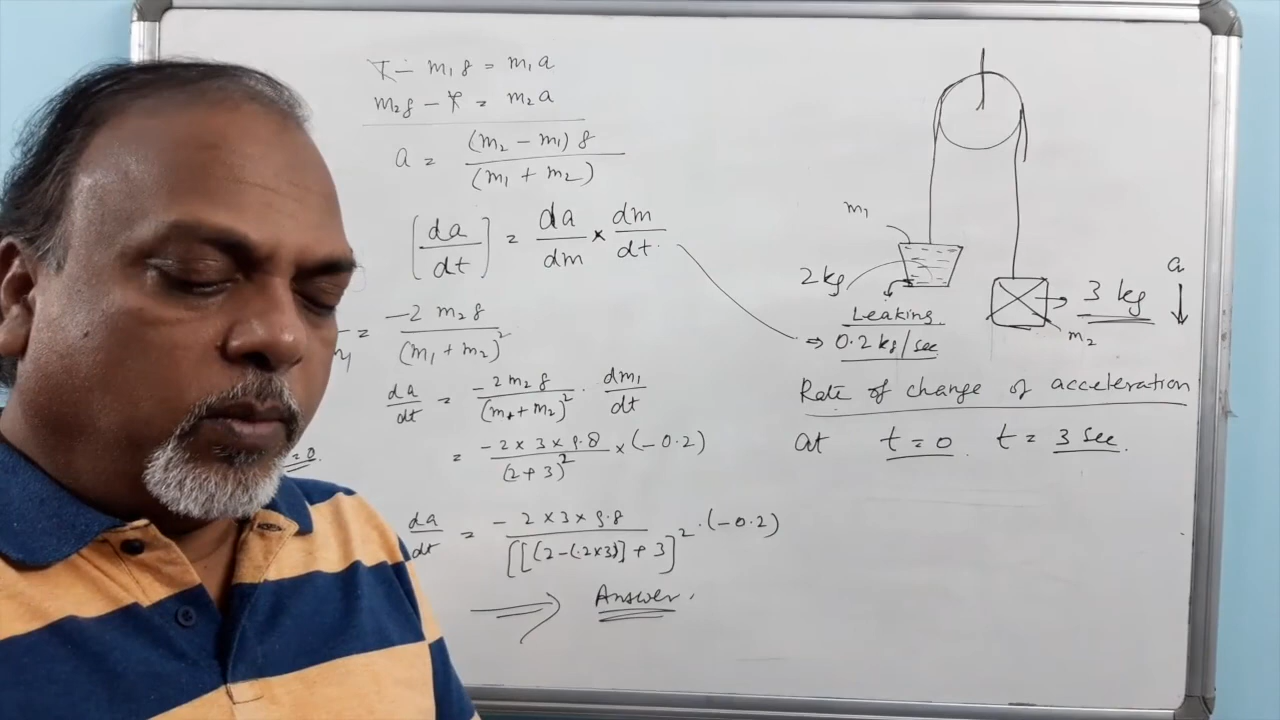 T - m₁g = m₁a
m₂g - T = m₂a
a = (m₂ - m₁)g / (m₁ + m₂)
[da/dt] = da/dm × dm/dt.
= -2 m₂g / (m₁ + m₂)²
da/dt = -2m₂g / (m₁+m₂)² · dm₁/dt
= -2×3×9.8 / (2+3)² × (-0.2)
=0.
da/dt = -2×3×9.8 / [[(2-(.2×3)] + 3]² · (-0.2)
⟹ Answer.
m₁
2 kg
Leaking.
⇒ 0.2 kg/sec
3 kg
m₂
a
Rate of change of acceleration
at t=0 t= 3 sec.